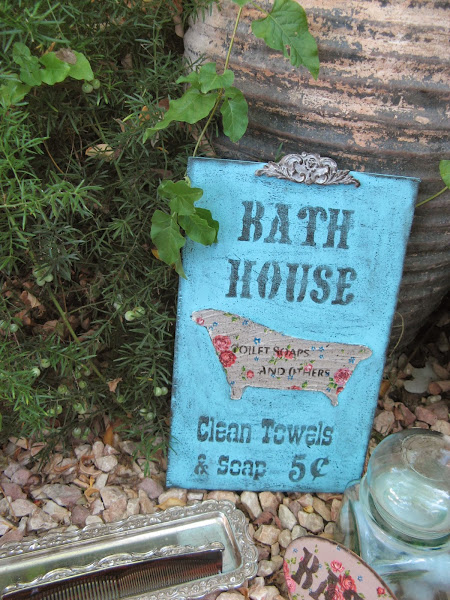 BATH
HOUSE
TOILET SOAPS
AND OTHERS
Clean Towels
& Soap 5¢